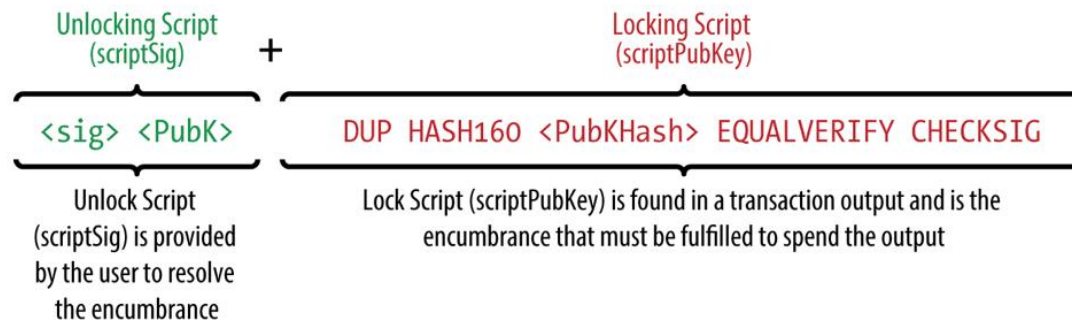 Unlocking Script
(scriptSig)
+
Locking Script
(scriptPubKey)
<sig> <PubK>
DUP HASH160 <PubKHash> EQUALVERIFY CHECKSIG
Unlock Script
(scriptSig) is provided
by the user to resolve
the encumbrance
Lock Script (scriptPubKey) is found in a transaction output and is the
encumbrance that must be fulfilled to spend the output